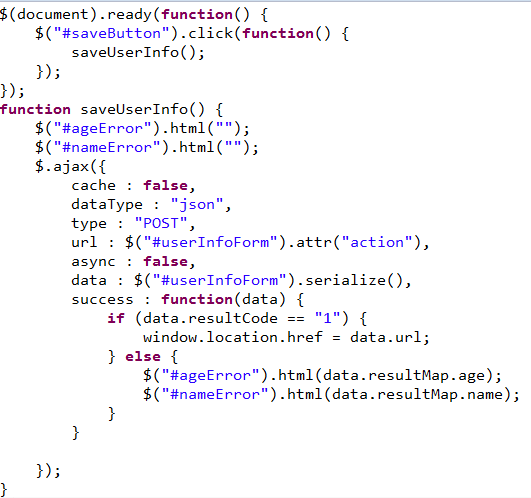 $(document).ready(function() {
    $("#saveButton").click(function() {
        saveUserInfo();
    });
});
function saveUserInfo() {
    $("#ageError").html("");
    $("#nameError").html("");
    $.ajax({
        cache : false,
        dataType : "json",
        type : "POST",
        url : $("#userInfoForm").attr("action"),
        async : false,
        data : $("#userInfoForm").serialize(),
        success : function(data) {
            if (data.resultCode == "1") {
                window.location.href = data.url;
            } else {
                $("#ageError").html(data.resultMap.age);
                $("#nameError").html(data.resultMap.name);
            }
        }

    });
}